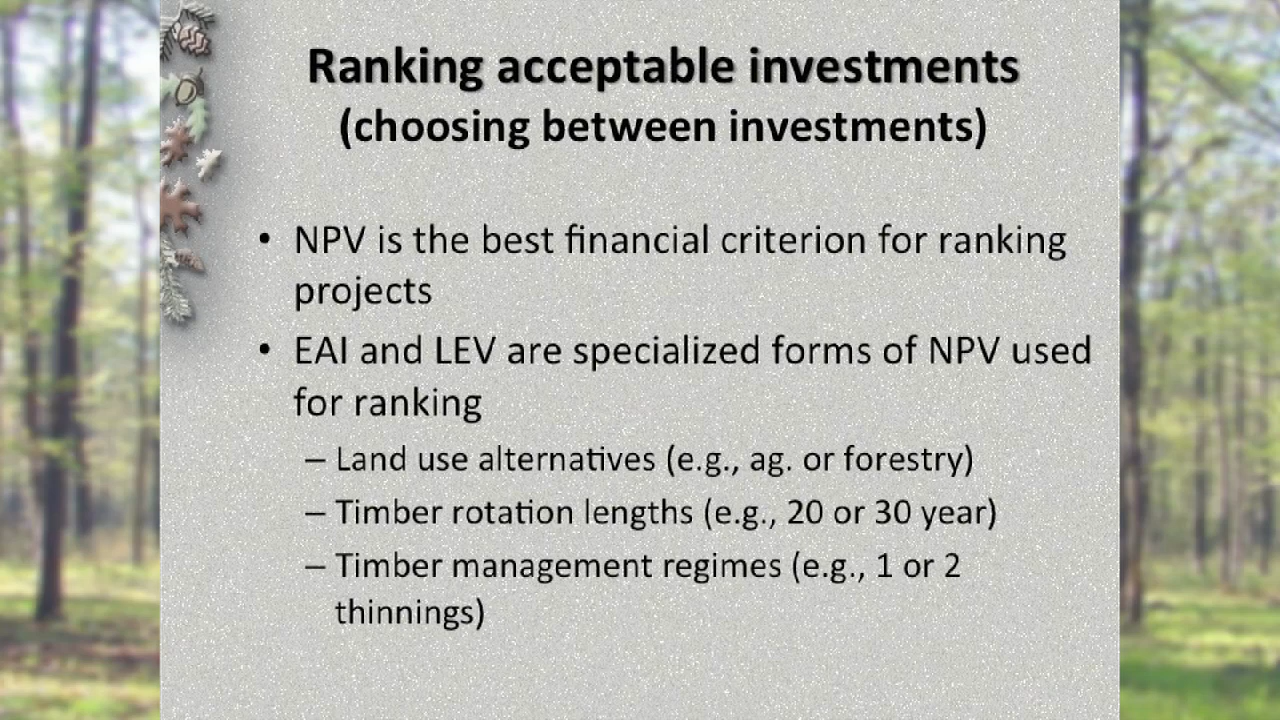 Ranking acceptable investments
(choosing between investments)
• NPV is the best financial criterion for ranking
projects
• EAI and LEV are specialized forms of NPV used
for ranking
– Land use alternatives (e.g., ag. or forestry)
– Timber rotation lengths (e.g., 20 or 30 year)
– Timber management regimes (e.g., 1 or 2
thinnings)